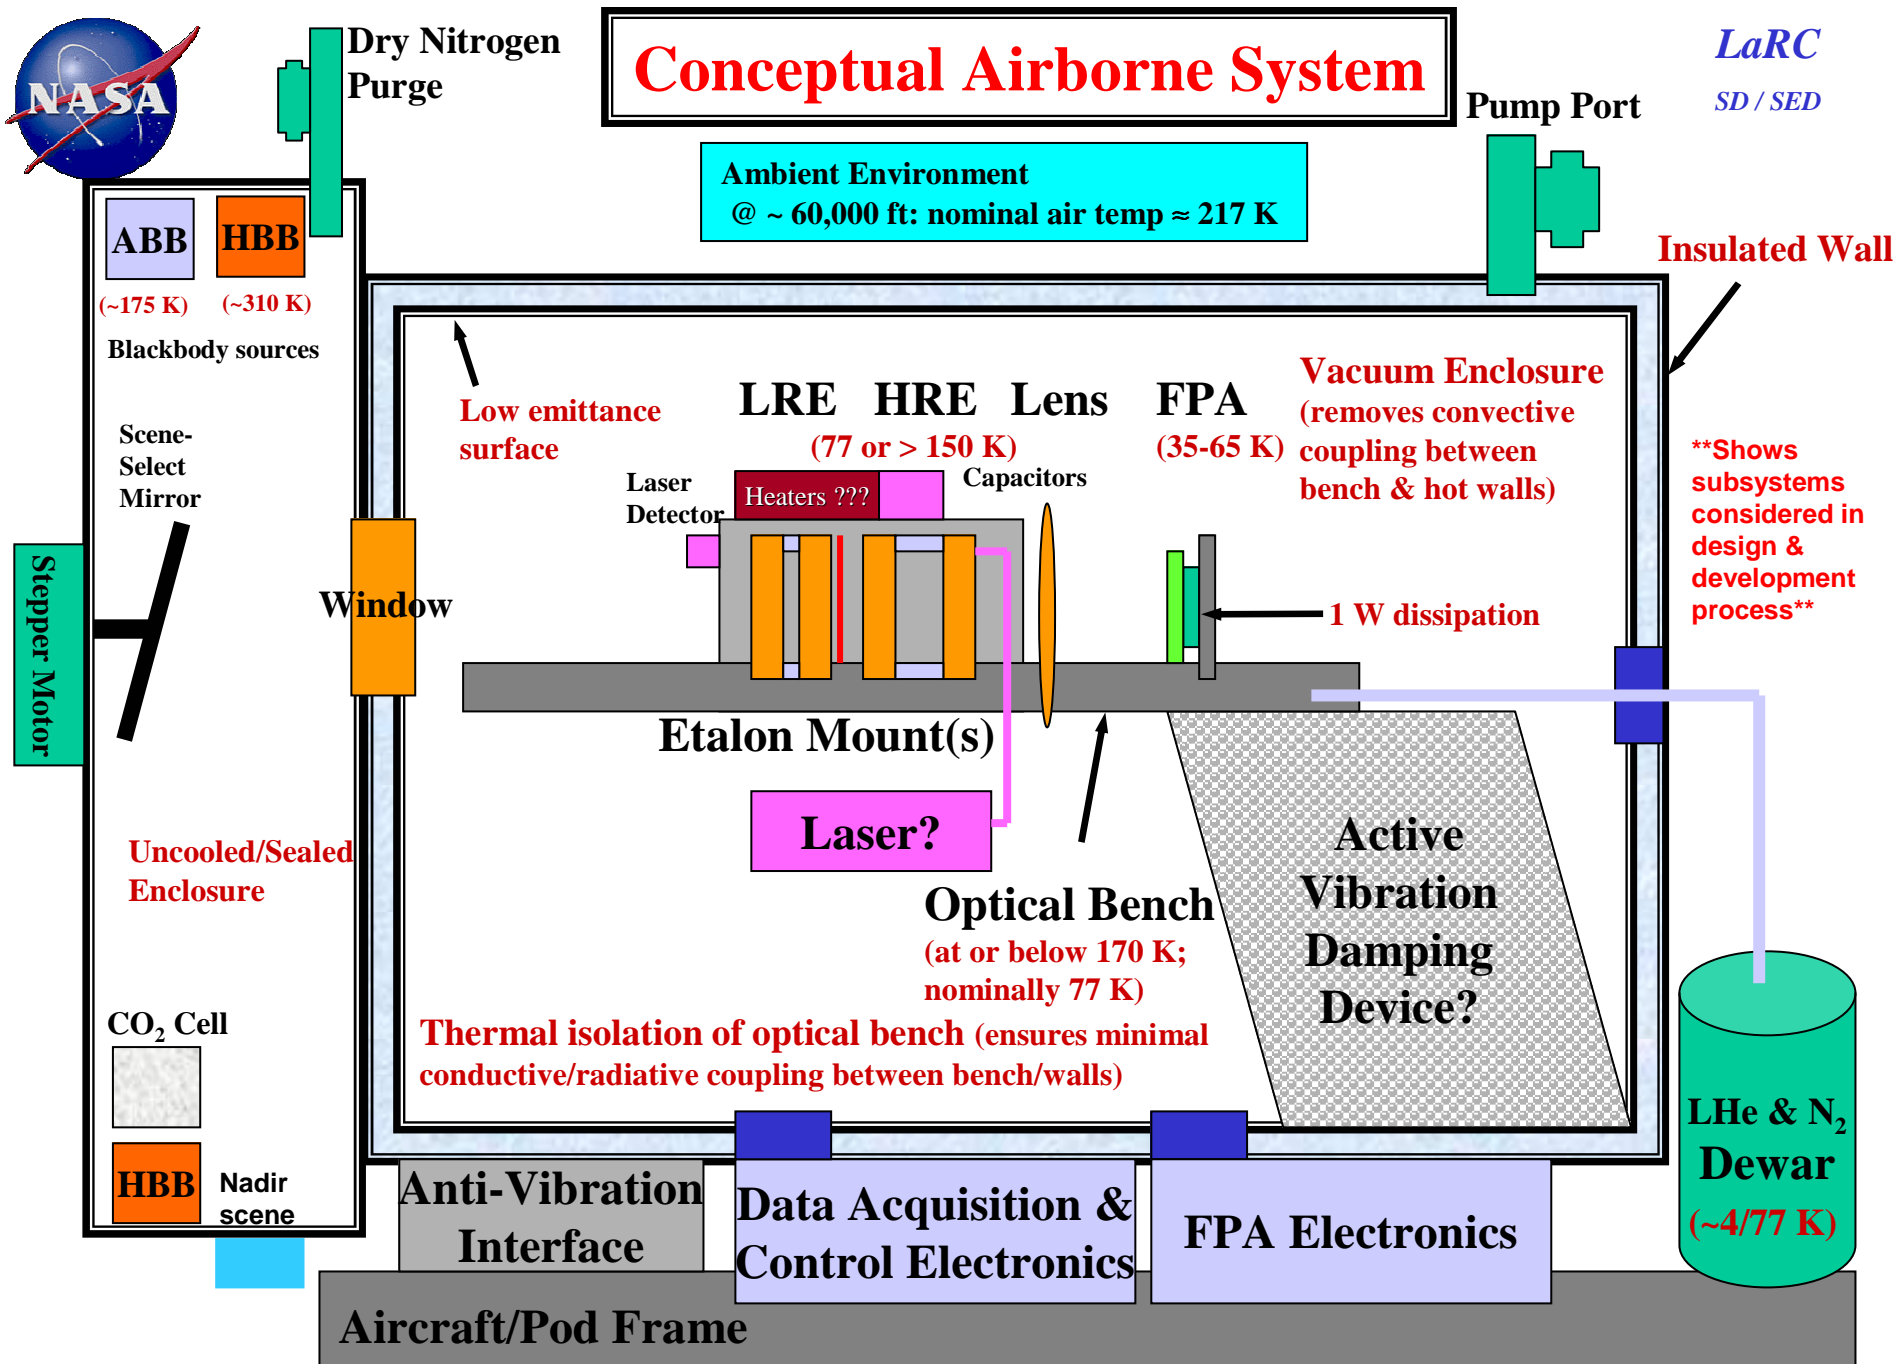 NASA
Dry Nitrogen
Purge
Conceptual Airborne System
LaRC
SD / SED
Pump Port
Ambient Environment
@ ~ 60,000 ft: nominal air temp ≈ 217 K
Insulated Wall
ABB
HBB
(~175 K)
(~310 K)
Blackbody sources
Low emittance
surface
LRE
HRE
Lens
FPA
(77 or > 150 K)
(35-65 K)
Vacuum Enclosure
(removes convective
coupling between
bench & hot walls)
**Shows
subsystems
considered in
design &
development
process**
Scene-
Select
Mirror
Laser
Detector
Heaters ???
Capacitors
Stepper Motor
Window
1 W dissipation
Etalon Mount(s)
Laser?
Uncooled/Sealed
Enclosure
Optical Bench
(at or below 170 K;
nominally 77 K)
Active
Vibration
Damping
Device?
Thermal isolation of optical bench (ensures minimal
conductive/radiative coupling between bench/walls)
CO₂ Cell
HBB
Nadir
scene
Anti-Vibration
Interface
Data Acquisition &
Control Electronics
FPA Electronics
LHe & N₂
Dewar
(~4/77 K)
Aircraft/Pod Frame